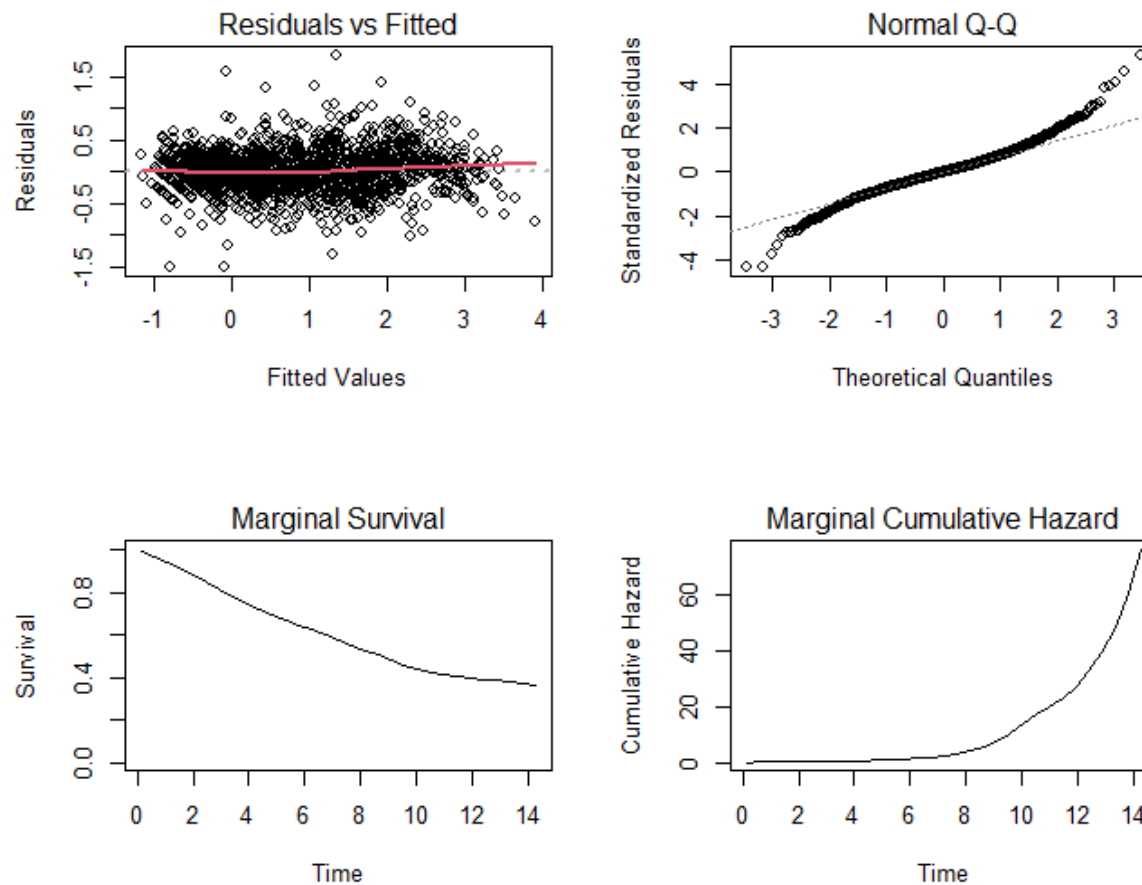 Residuals vs Fitted
Residuals
1.5
0.5
-0.5
-1.5
-1 0 1 2 3 4
Fitted Values
Normal Q-Q
Standardized Residuals
4
2
0
-2
-4
-3 -2 -1 0 1 2 3
Theoretical Quantiles
Marginal Survival
Survival
0.8
0.4
0.0
0 2 4 6 8 10 12 14
Time
Marginal Cumulative Hazard
Cumulative Hazard
60
40
20
0
0 2 4 6 8 10 12 14
Time